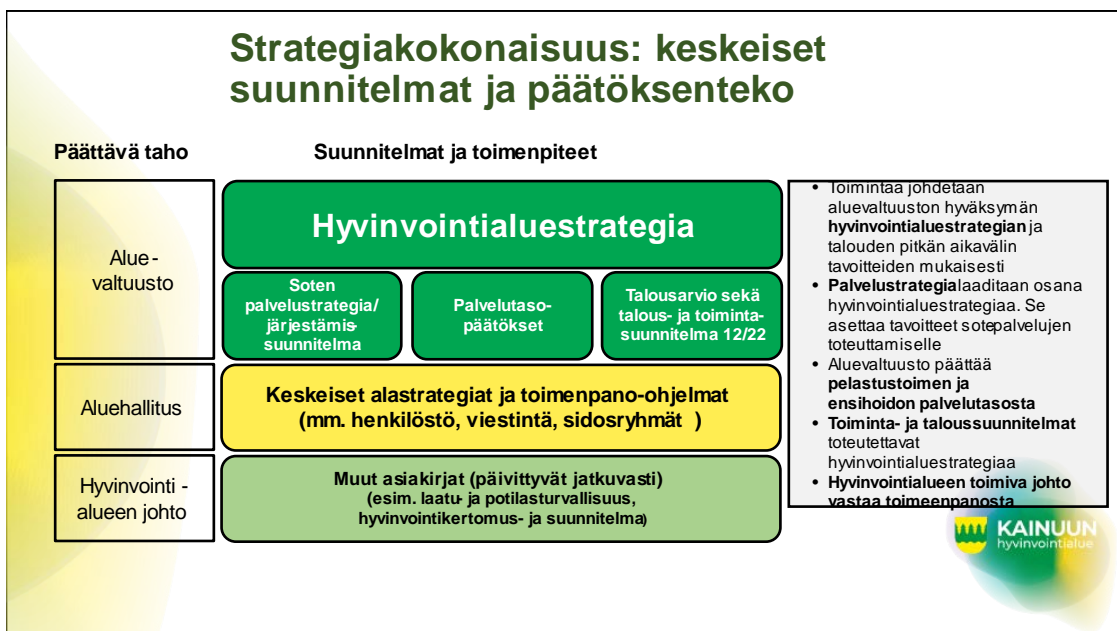 Strategiakokonaisuus: keskeiset
suunnitelmat ja päätöksenteko
Päättävä taho
Suunnitelmat ja toimenpiteet
Alue-
valtuusto
Hyvinvointialuestrategia
Soten
palvelustrategia/
järjestämis-
suunnitelma
Palvelutaso-
päätökset
Talousarvio sekä
talous- ja toiminta-
suunnitelma 12/22
Aluehallitus
Keskeiset alastrategiat ja toimenpano-ohjelmat
(mm. henkilöstö, viestintä, sidosryhmät )
Hyvinvointi -
alueen johto
Muut asiakirjat (päivittyvät jatkuvasti)
(esim. laatu- ja potilasturvallisuus,
hyvinvointikertomus- ja suunnitelma)
• Toimintaa johdetaan
aluevaltuuston hyväksymän
hyvinvointialuestrategian ja
talouden pitkän aikavälin
tavoitteiden mukaisesti
• Palvelustrategia laaditaan osana
hyvinvointialuestrategiaa. Se
asettaa tavoitteet sotepalvelujen
toteuttamiselle
• Aluevaltuusto päättää
pelastustoimen ja
ensihoidon palvelutasosta
• Toiminta- ja taloussuunnitelmat
toteutettavat
hyvinvointialuestrategiaa
• Hyvinvointialueen toimiva johto
vastaa toimeenpanosta
KAINUUN
hyvinvointialue